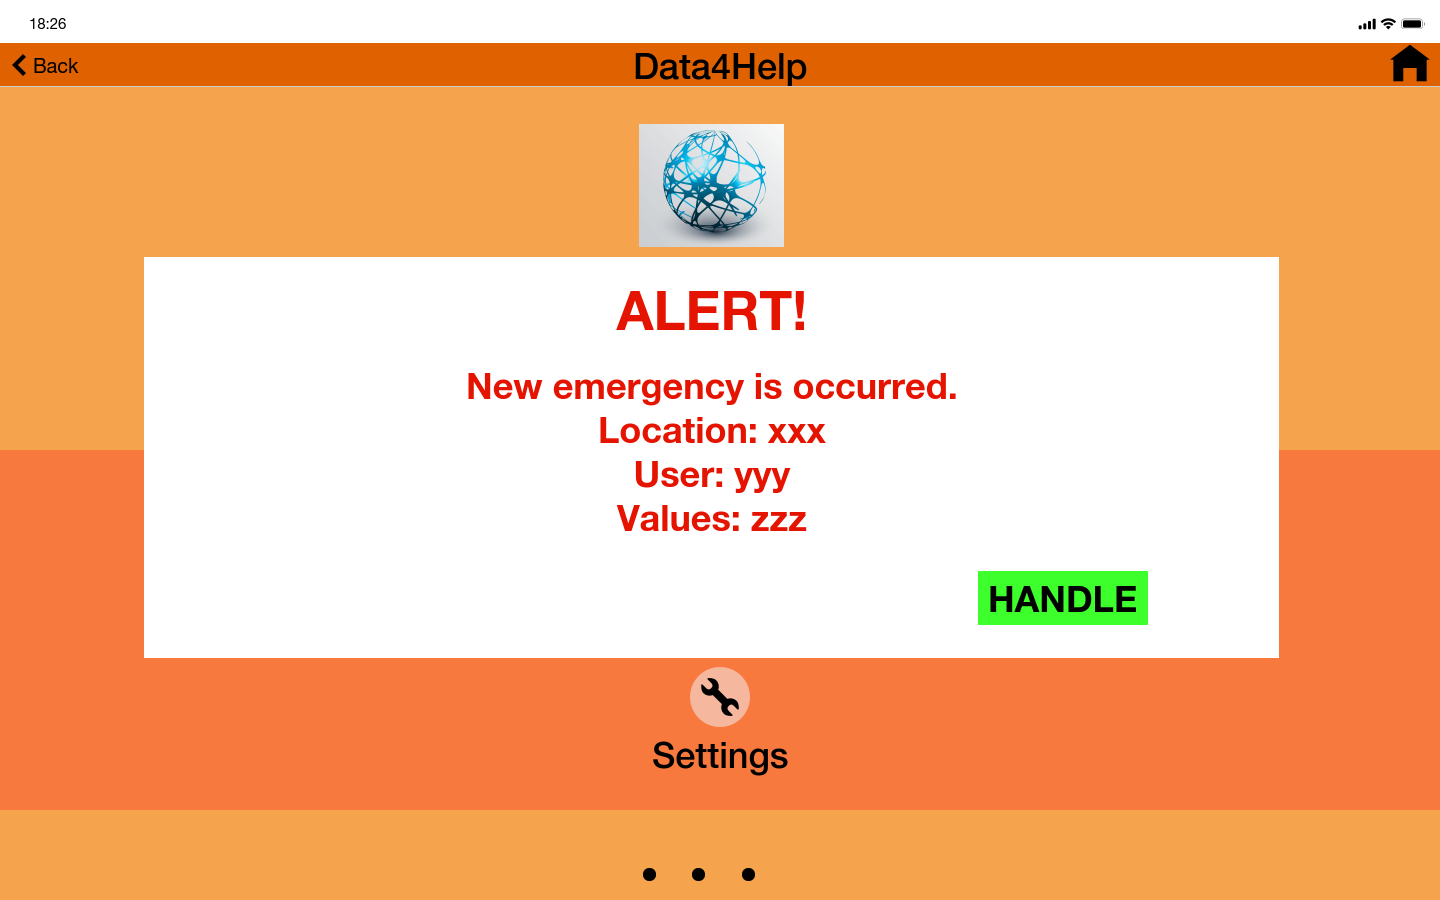 18:26
Back
Data4Help
ALERT!
New emergency is occurred.
Location: xxx
User: yyy
Values: zzz
HANDLE
Settings